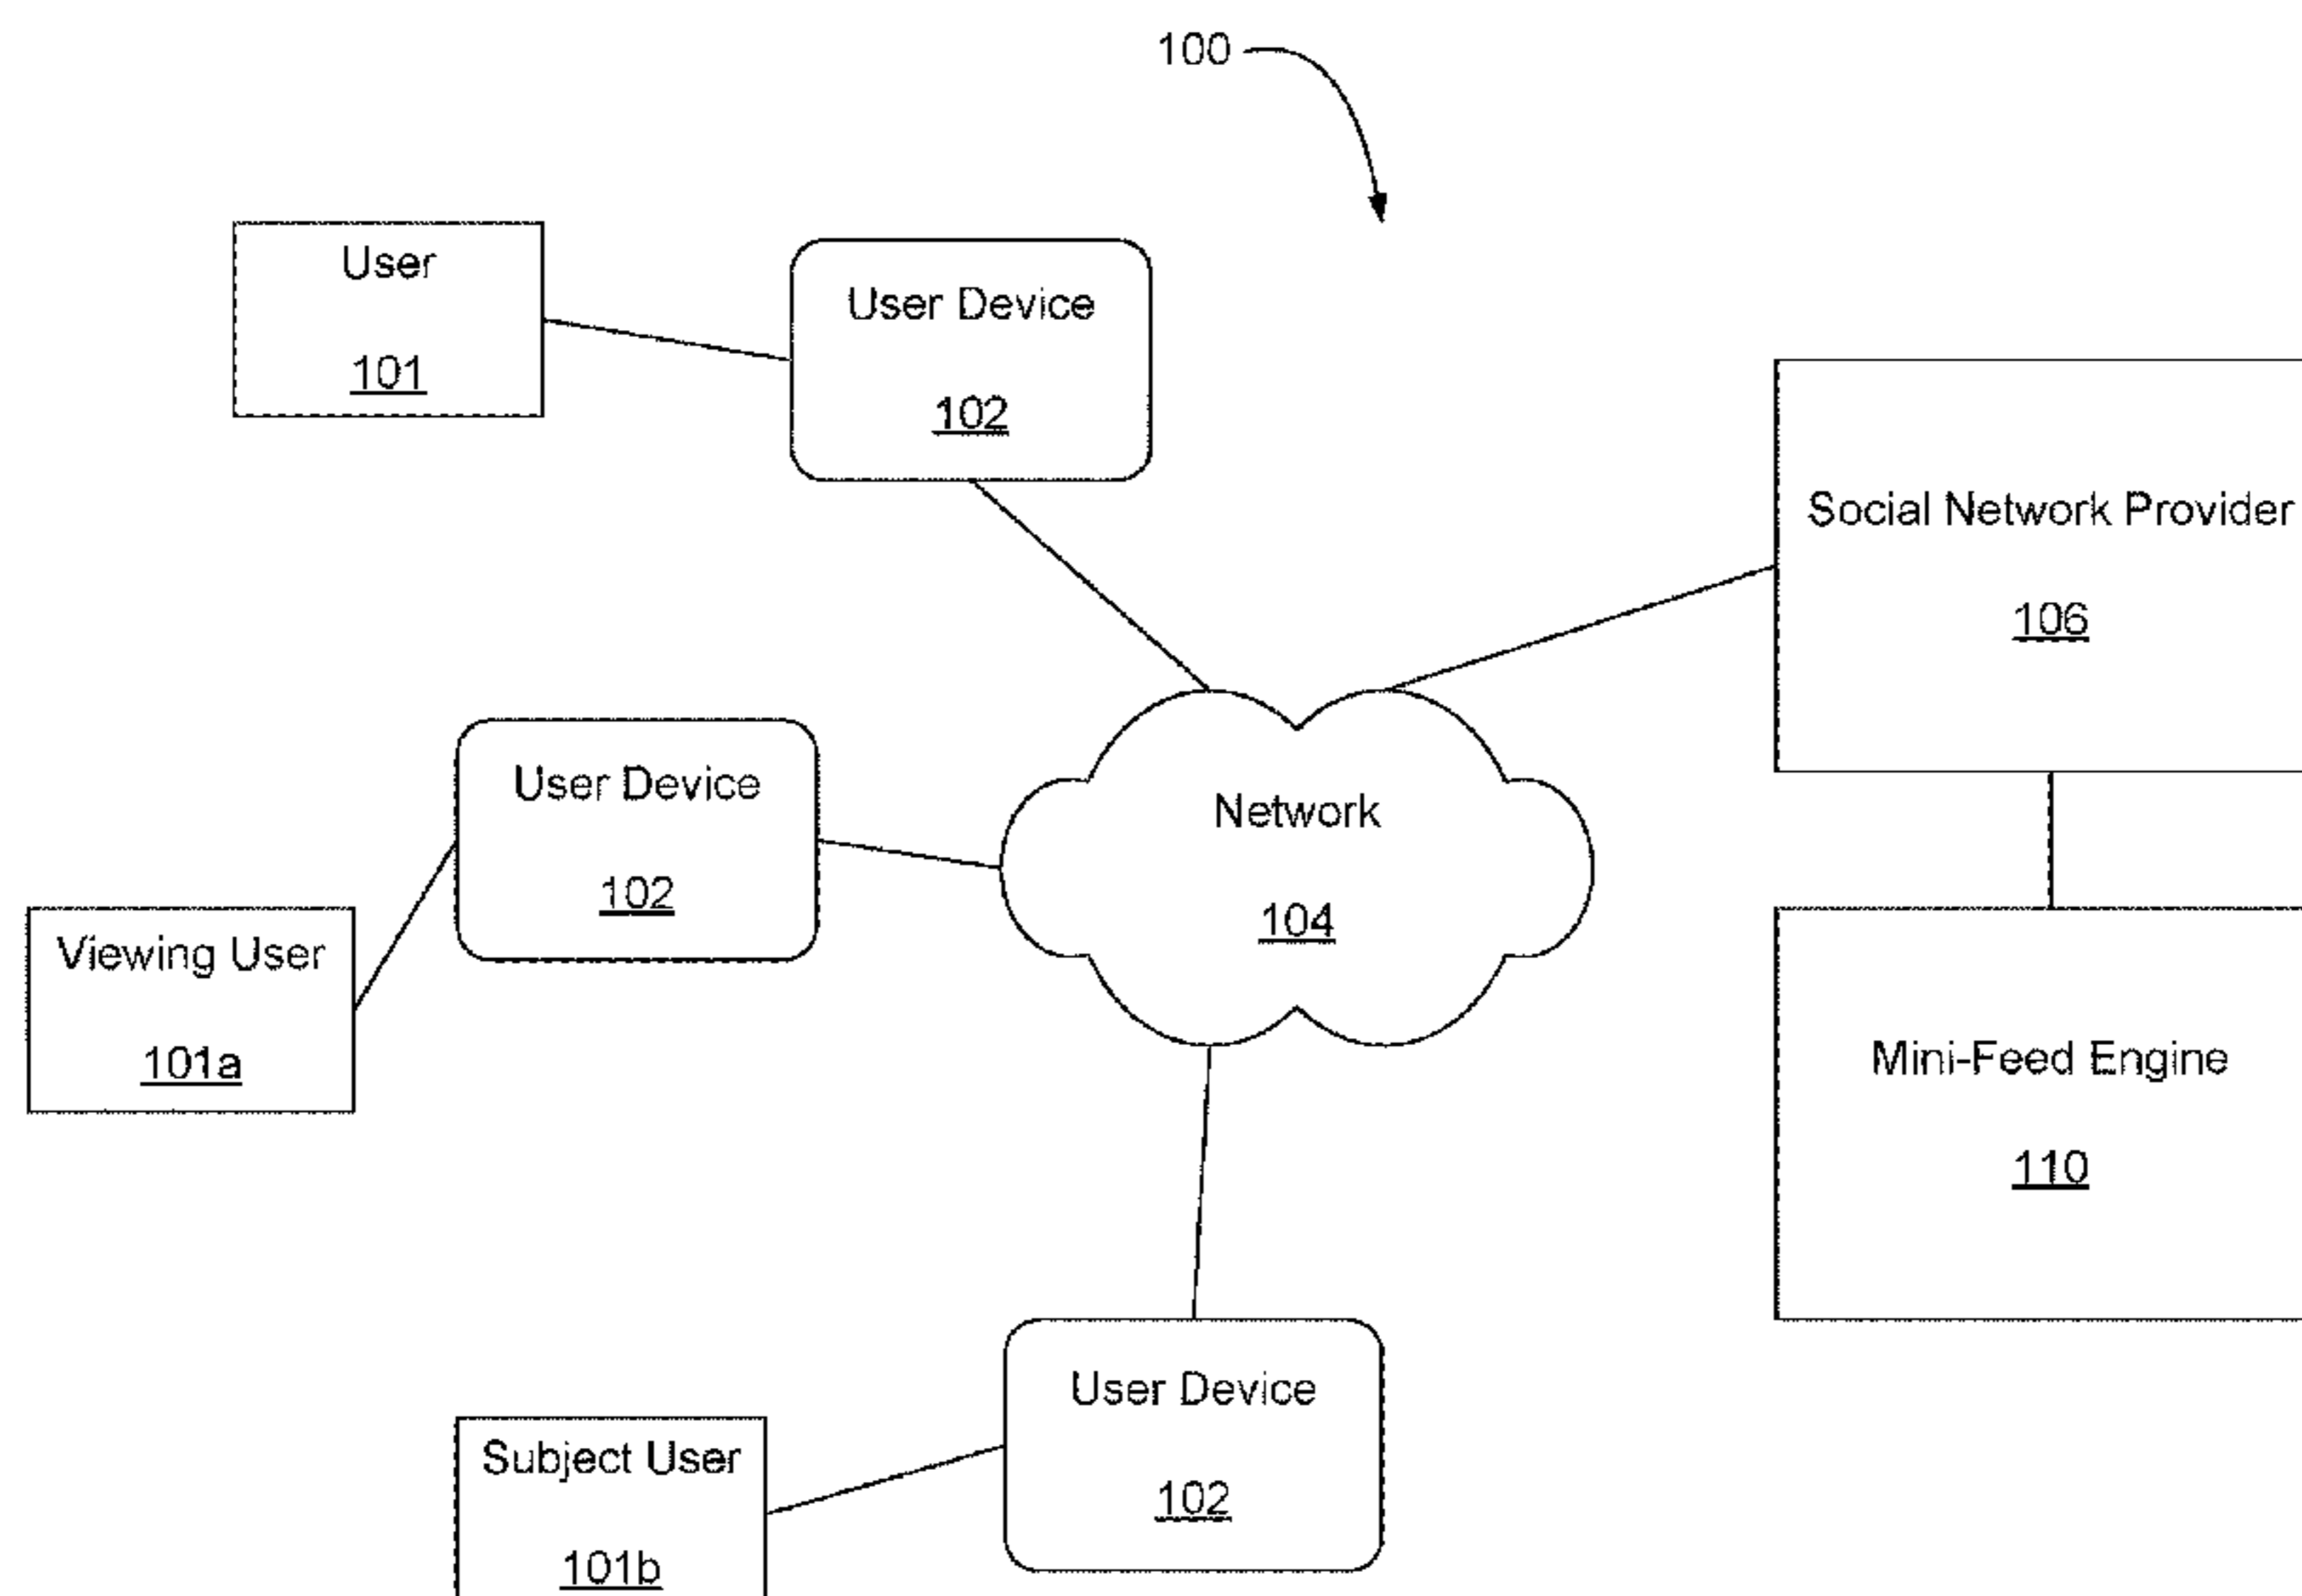 100
User
101
User Device
102
Social Network Provider
106
User Device
102
Network
104
Viewing User
101a
Mini-Feed Engine
110
User Device
102
Subject User
101b